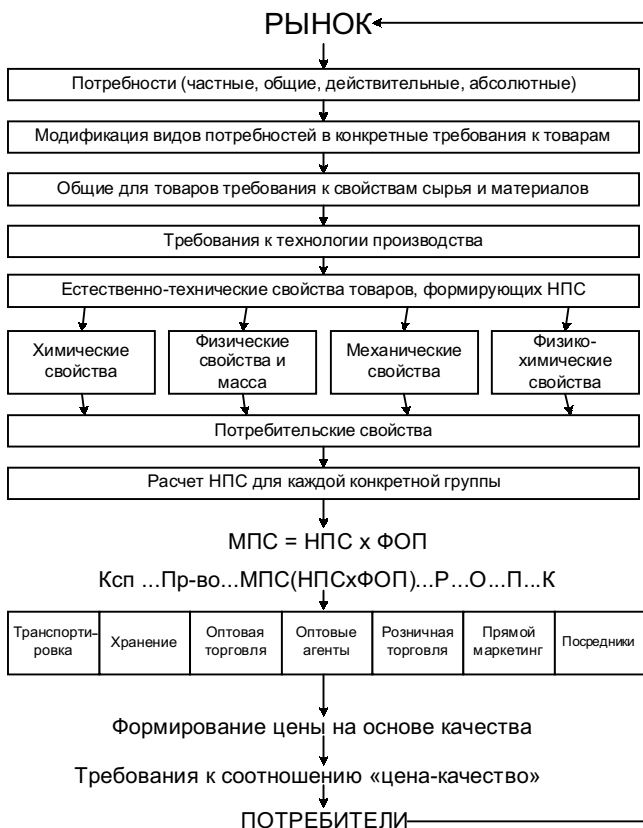 РЫНОК
Потребности (частные, общие, действительные, абсолютные)
Модификация видов потребностей в конкретные требования к товарам
Общие для товаров требования к свойствам сырья и материалов
Требования к технологии производства
Естественно-технические свойства товаров, формирующих НПС
Химические
свойства
Физические
свойства и
масса
Механические
свойства
Физико-
химические
свойства
Потребительские свойства
Расчет НПС для каждой конкретной группы
МПС = НПС х ФОП
Ксп ...Пр-во...МПС(НПСхФОП)...Р...О...П...К
Транспорти-
ровка
Хранение
Оптовая
торговля
Оптовые
агенты
Розничная
торговля
Прямой
маркетинг
Посредники
Формирование цены на основе качества
Требования к соотношению «цена-качество»
ПОТРЕБИТЕЛИ